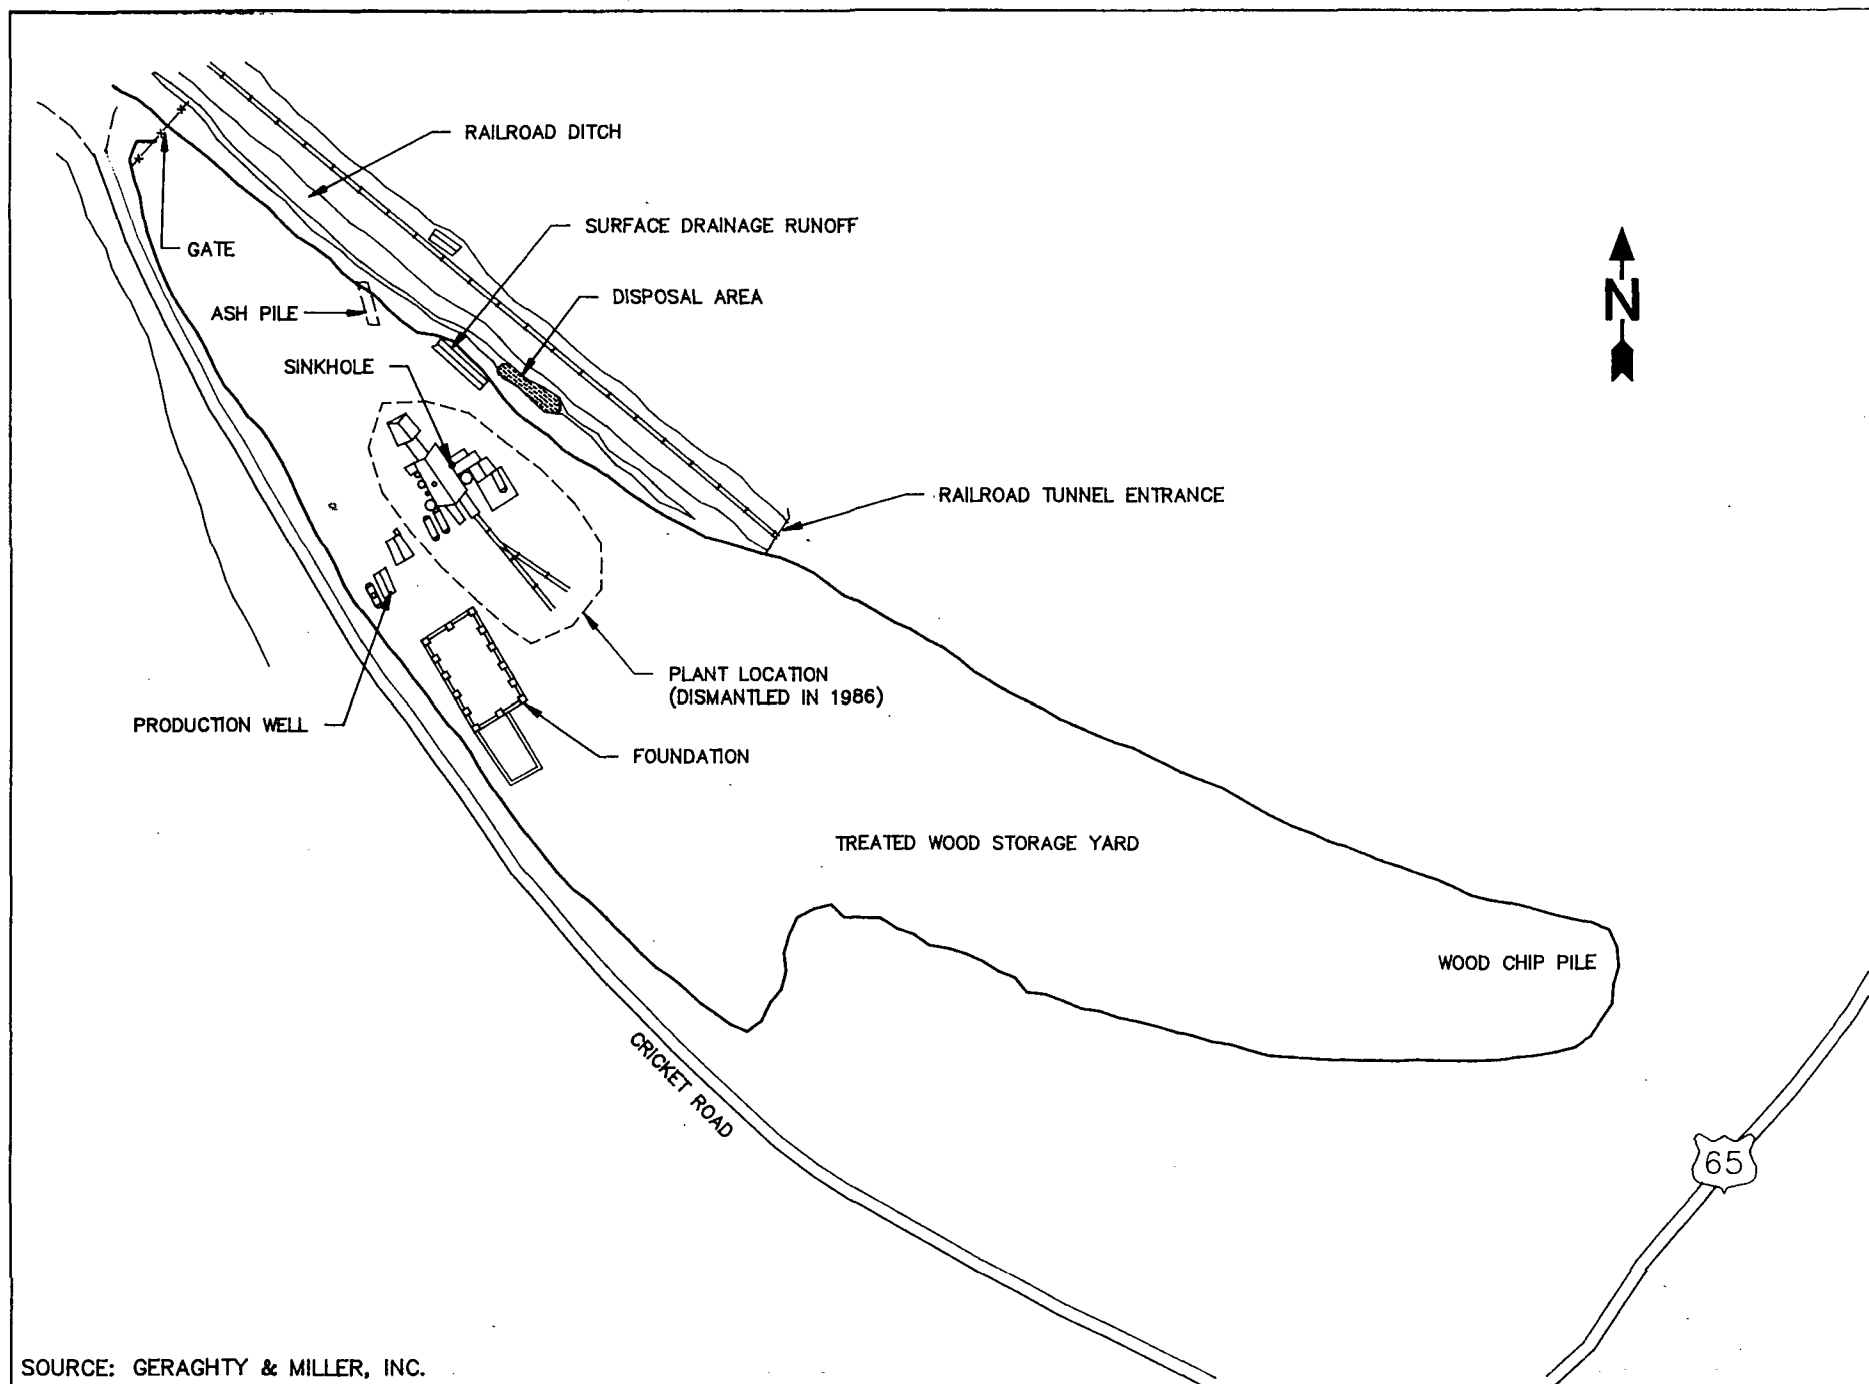 RAILROAD DITCH
SURFACE DRAINAGE RUNOFF
GATE
DISPOSAL AREA
N
ASH PILE
SINKHOLE
RAILROAD TUNNEL ENTRANCE
PLANT LOCATION
(DISMANTLED IN 1986)
PRODUCTION WELL
FOUNDATION
TREATED WOOD STORAGE YARD
WOOD CHIP PILE
CRICKET ROAD
65
SOURCE: GERAGHTY & MILLER, INC.